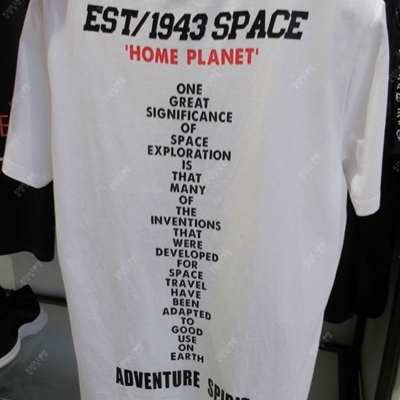 EST/1943 SPACE
'HOME PLANET'
ONE
GREAT
SIGNIFICANCE
OF
SPACE
EXPLORATION
IS
THAT
MANY
OF
THE
INVENTIONS
THAT
WERE
DEVELOPED
FOR
SPACE
TRAVEL
HAVE
BEEN
ADAPTED
TO
GOOD
USE
ON
EARTH
ADVENTURE